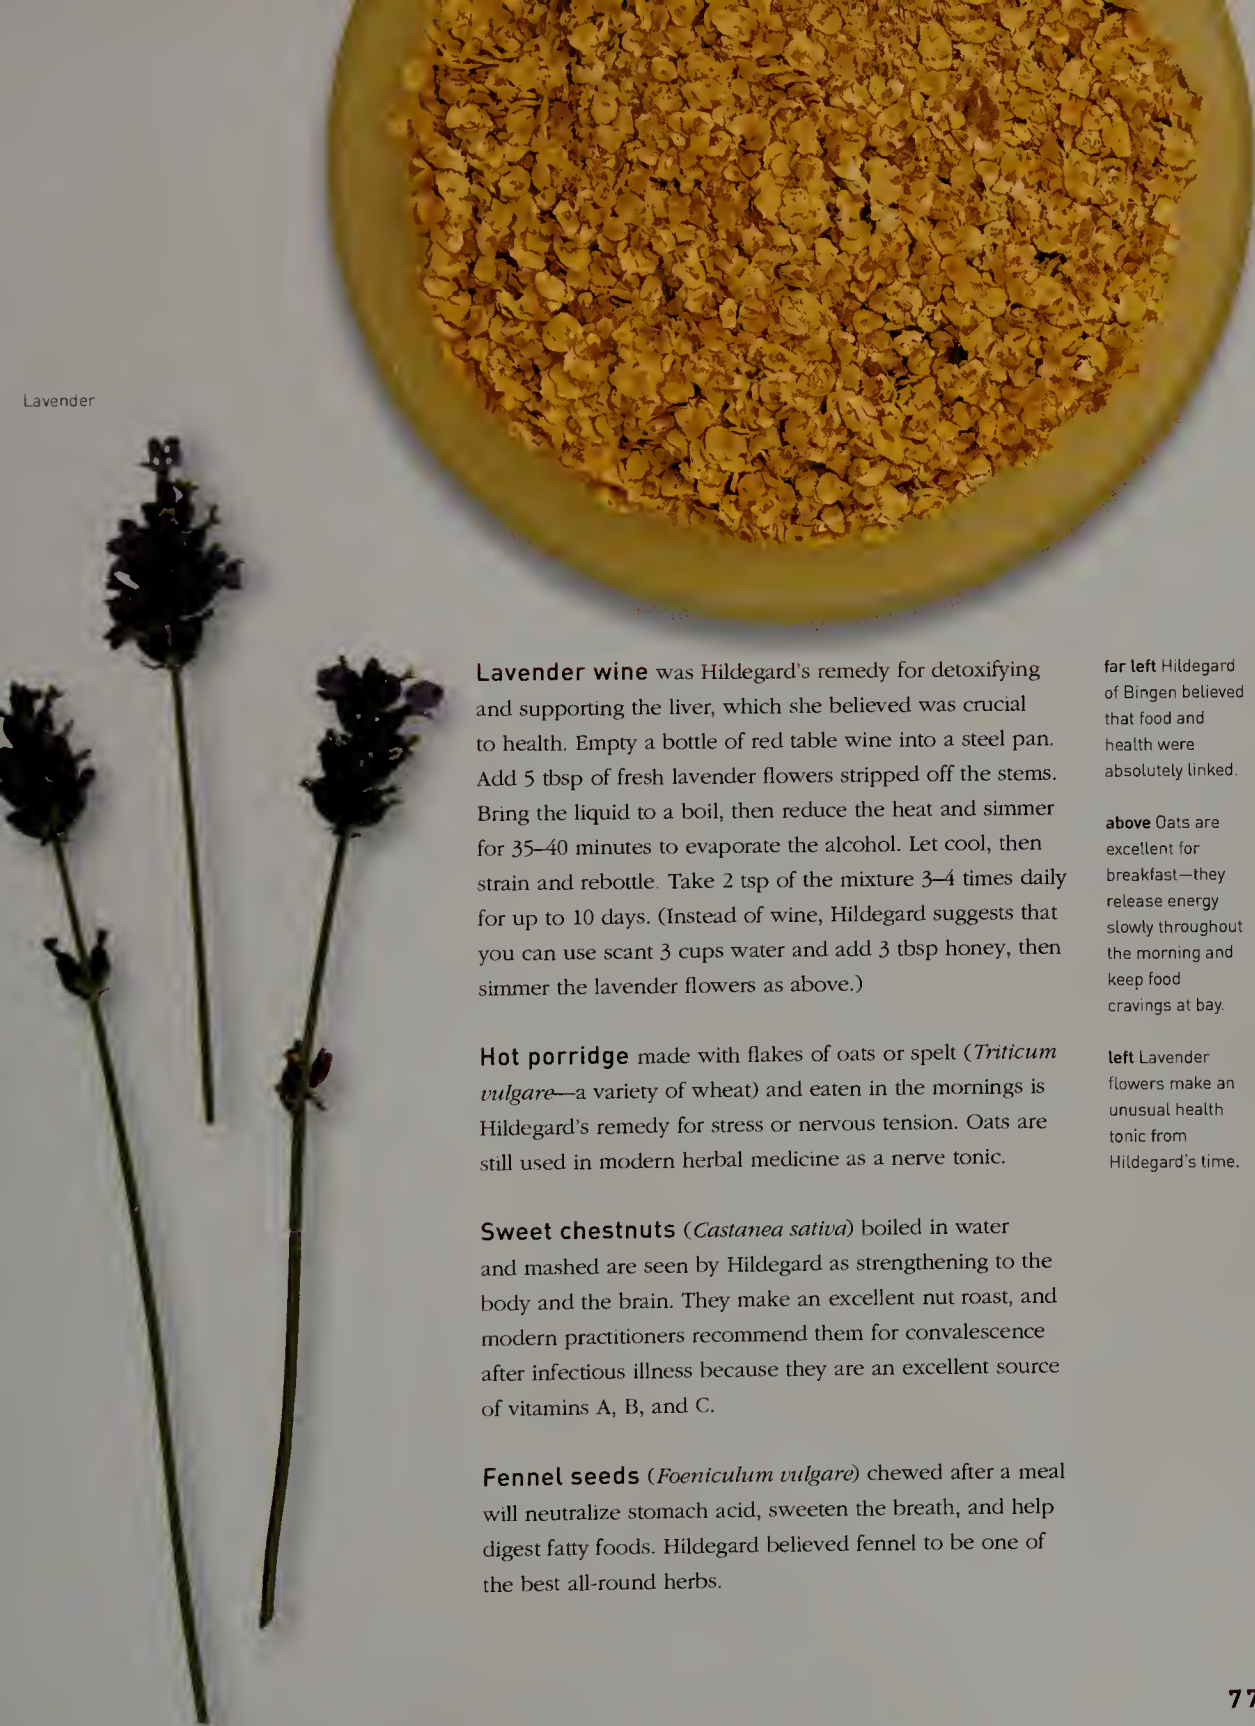 Lavender
Lavender wine was Hildegard's remedy for detoxifying
and supporting the liver, which she believed was crucial
to health. Empty a bottle of red table wine into a steel pan.
Add 5 tbsp of fresh lavender flowers stripped off the stems.
Bring the liquid to a boil, then reduce the heat and simmer
for 35–40 minutes to evaporate the alcohol. Let cool, then
strain and rebottle. Take 2 tsp of the mixture 3–4 times daily
for up to 10 days. (Instead of wine, Hildegard suggests that
you can use scant 3 cups water and add 3 tbsp honey, then
simmer the lavender flowers as above.)
Hot porridge made with flakes of oats or spelt (Triticum
vulgare—a variety of wheat) and eaten in the mornings is
Hildegard's remedy for stress or nervous tension. Oats are
still used in modern herbal medicine as a nerve tonic.
Sweet chestnuts (Castanea sativa) boiled in water
and mashed are seen by Hildegard as strengthening to the
body and the brain. They make an excellent nut roast, and
modern practitioners recommend them for convalescence
after infectious illness because they are an excellent source
of vitamins A, B, and C.
Fennel seeds (Foeniculum vulgare) chewed after a meal
will neutralize stomach acid, sweeten the breath, and help
digest fatty foods. Hildegard believed fennel to be one of
the best all-round herbs.
far left Hildegard
of Bingen believed
that food and
health were
absolutely linked.
above Oats are
excellent for
breakfast—they
release energy
slowly throughout
the morning and
keep food
cravings at bay.
left Lavender
flowers make an
unusual health
tonic from
Hildegard's time.
77